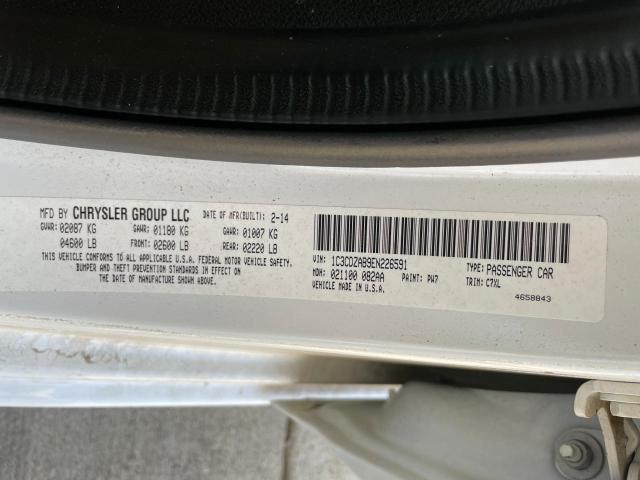 MFD BY CHRYSLER GROUP LLC DATE OF MFR(BUILT): 2-14
GVWR: 02087 KG GAWR: 01180 KG GAWR: 01007 KG
04600 LB FRONT: 02600 LB REAR: 02220 LB
THIS VEHICLE CONFORMS TO ALL APPLICABLE U.S.A. FEDERAL MOTOR VEHICLE SAFETY,
BUMPER AND THEFT PREVENTION STANDARDS IN EFFECT ON
THE DATE OF MANUFACTURE SHOWN ABOVE.
VIN: 1C3CDZAB9EN226591 TYPE: PASSENGER CAR
MDH: 021100 082AA PAINT: PW7 TRIM: C7XL
VEHICLE MADE IN U.S.A. 4658843